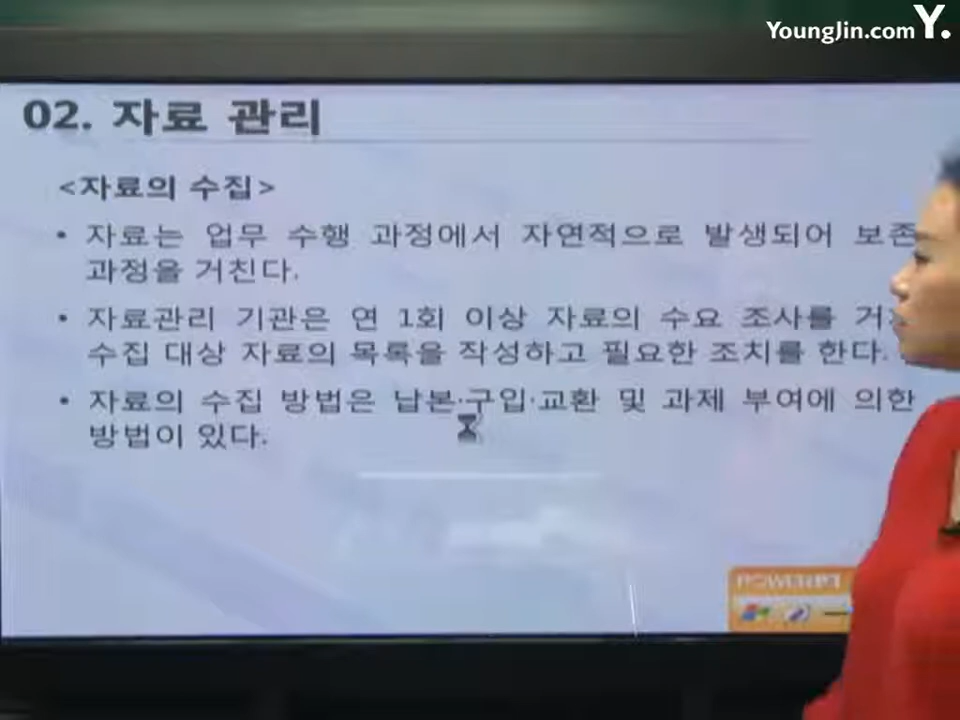 YoungJin.com Y.
02. 자료 관리
<자료의 수집>
• 자료는 업무 수행 과정에서 자연적으로 발생되어 보존
과정을 거친다.
• 자료관리 기관은 연 1회 이상 자료의 수요 조사를
수집 대상 자료의 목록을 작성하고 필요한 조치를 한다.
• 자료의 수집 방법은 납본·구입·교환 및 과제 부여에 의한
방법이 있다.